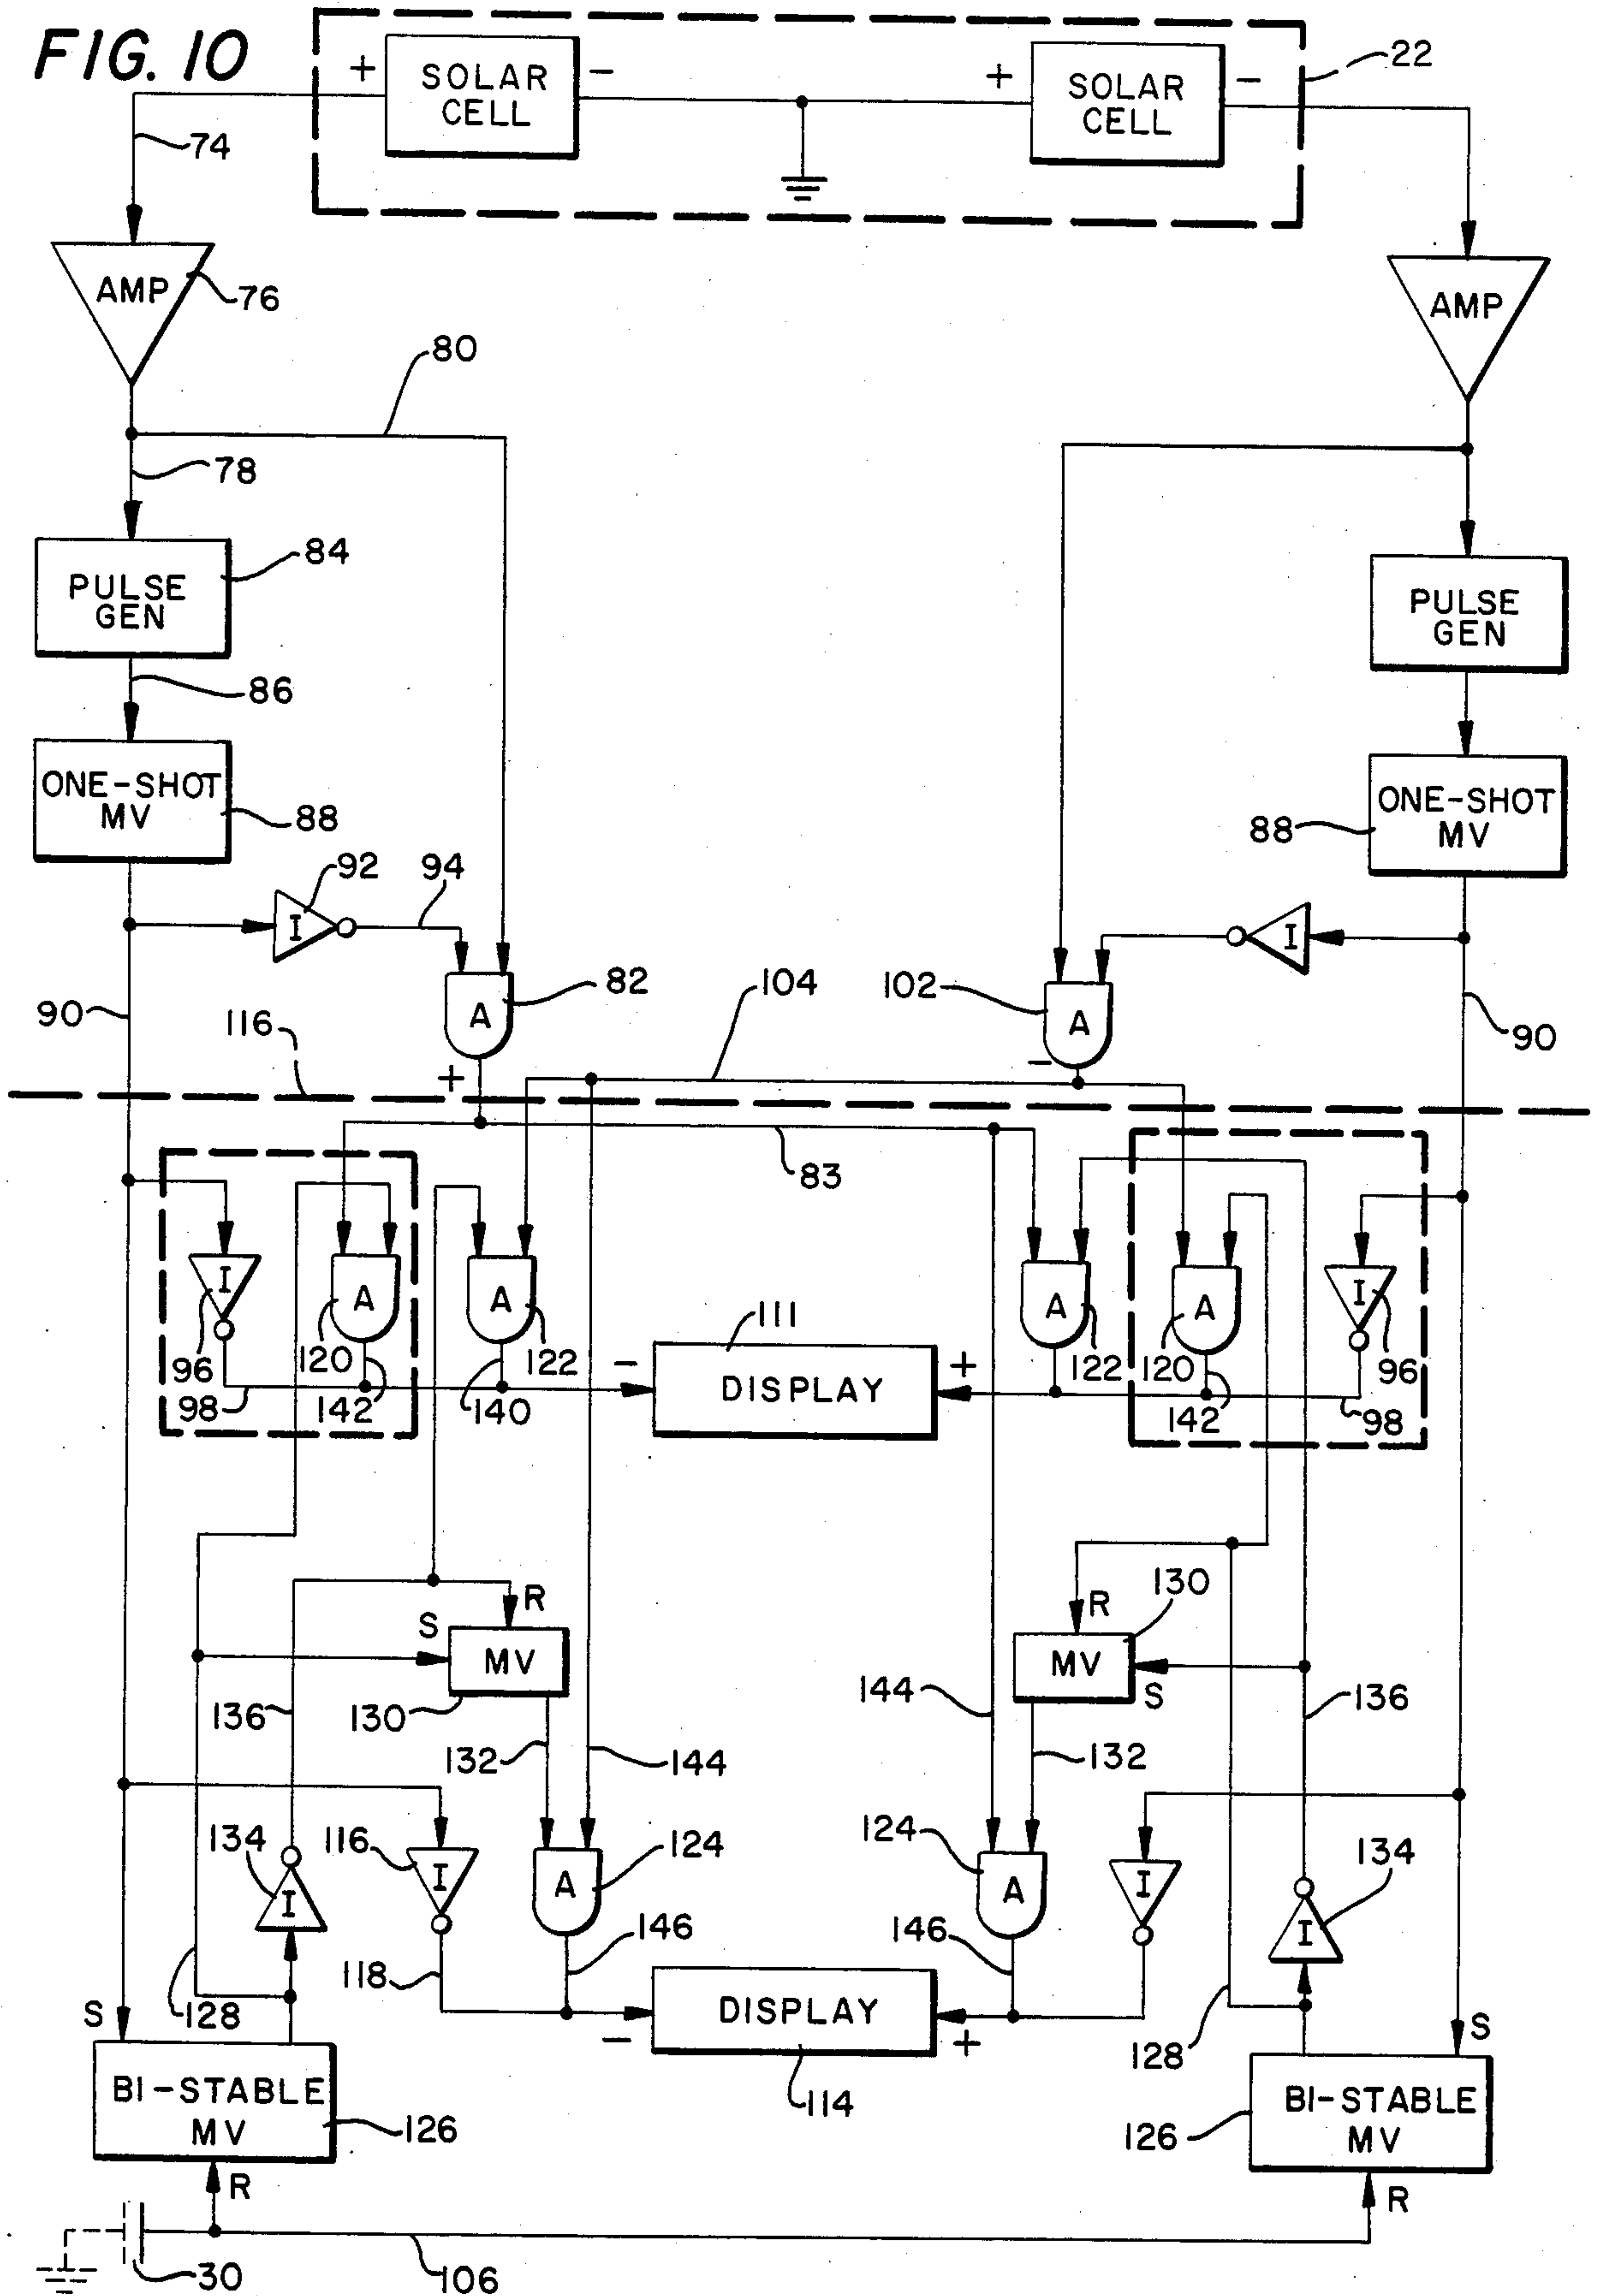 FIG. 10
22
+ SOLAR CELL -
+ SOLAR CELL -
74
AMP
76
AMP
80
78
PULSE GEN
84
PULSE GEN
86
ONE-SHOT MV
88
88
ONE-SHOT MV
92
94
I
I
82
102
104
A
A
90
116
90
+
-
83
I
A
A
A
A
I
96
120
122
111
122
120
96
98
142
140
-
DISPLAY
+
142
98
R
S
MV
130
R
MV
130
S
136
132
144
144
132
136
134
116
I
I
A
124
124
A
I
I
134
128
118
146
146
128
S
-
DISPLAY
+
S
114
BI-STABLE MV
126
126
BI-STABLE MV
R
R
30
106